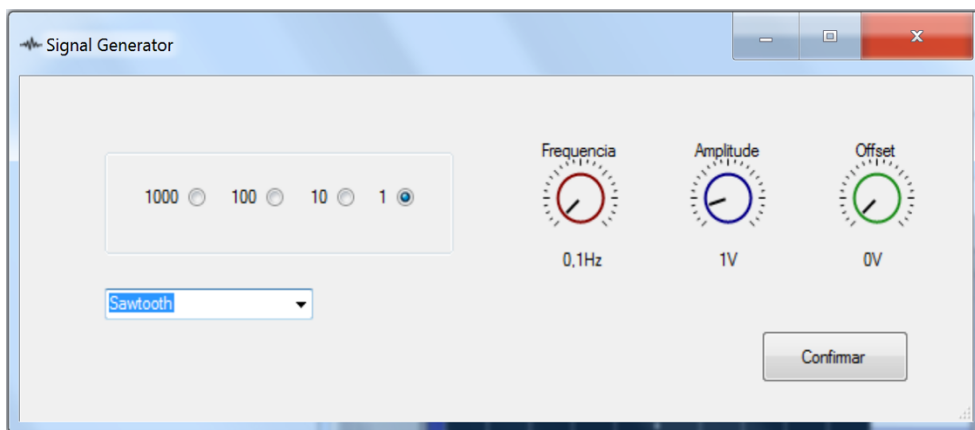 Signal Generator
Frequencia Amplitude Offset
1000 100 10 1
0,1Hz 1V 0V
Sawtooth
Confirmar